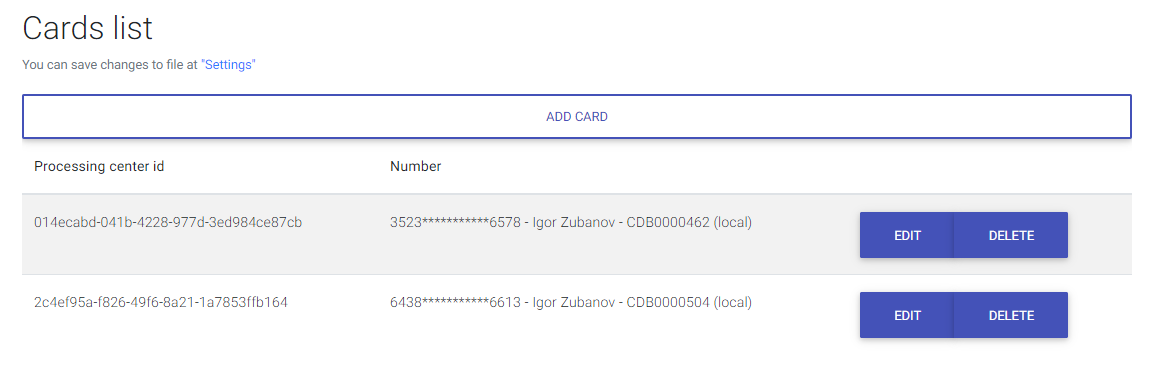 Cards list
You can save changes to file at "Settings"
ADD CARD
Processing center id Number
014ecabd-041b-4228-977d-3ed984ce87cb 3523***********6578 - Igor Zubanov - CDB0000462 (local) EDIT DELETE
2c4ef95a-f826-49f6-8a21-1a7853ffb164 6438***********6613 - Igor Zubanov - CDB0000504 (local) EDIT DELETE